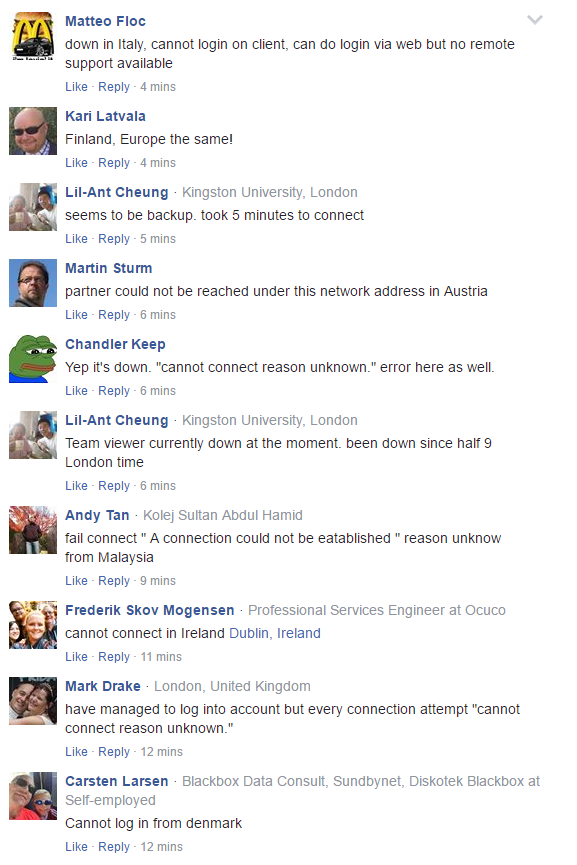 Matteo Floc
down in Italy, cannot login on client, can do login via web but no remote
support available
Like · Reply · 4 mins
Kari Latvala
Finland, Europe the same!
Like · Reply · 4 mins
Lil-Ant Cheung · Kingston University, London
seems to be backup. took 5 minutes to connect
Like · Reply · 5 mins
Martin Sturm
partner could not be reached under this network address in Austria
Like · Reply · 6 mins
Chandler Keep
Yep it's down. "cannot connect reason unknown." error here as well.
Like · Reply · 6 mins
Lil-Ant Cheung · Kingston University, London
Team viewer currently down at the moment. been down since half 9
London time
Like · Reply · 6 mins
Andy Tan · Kolej Sultan Abdul Hamid
fail connect " A connection could not be eatablished " reason unknow
from Malaysia
Like · Reply · 9 mins
Frederik Skov Mogensen · Professional Services Engineer at Ocuco
cannot connect in Ireland Dublin, Ireland
Like · Reply · 11 mins
Mark Drake · London, United Kingdom
have managed to log into account but every connection attempt "cannot
connect reason unknown."
Like · Reply · 12 mins
Carsten Larsen · Blackbox Data Consult, Sundbynet, Diskotek Blackbox at
Self-employed
Cannot log in from denmark
Like · Reply · 12 mins